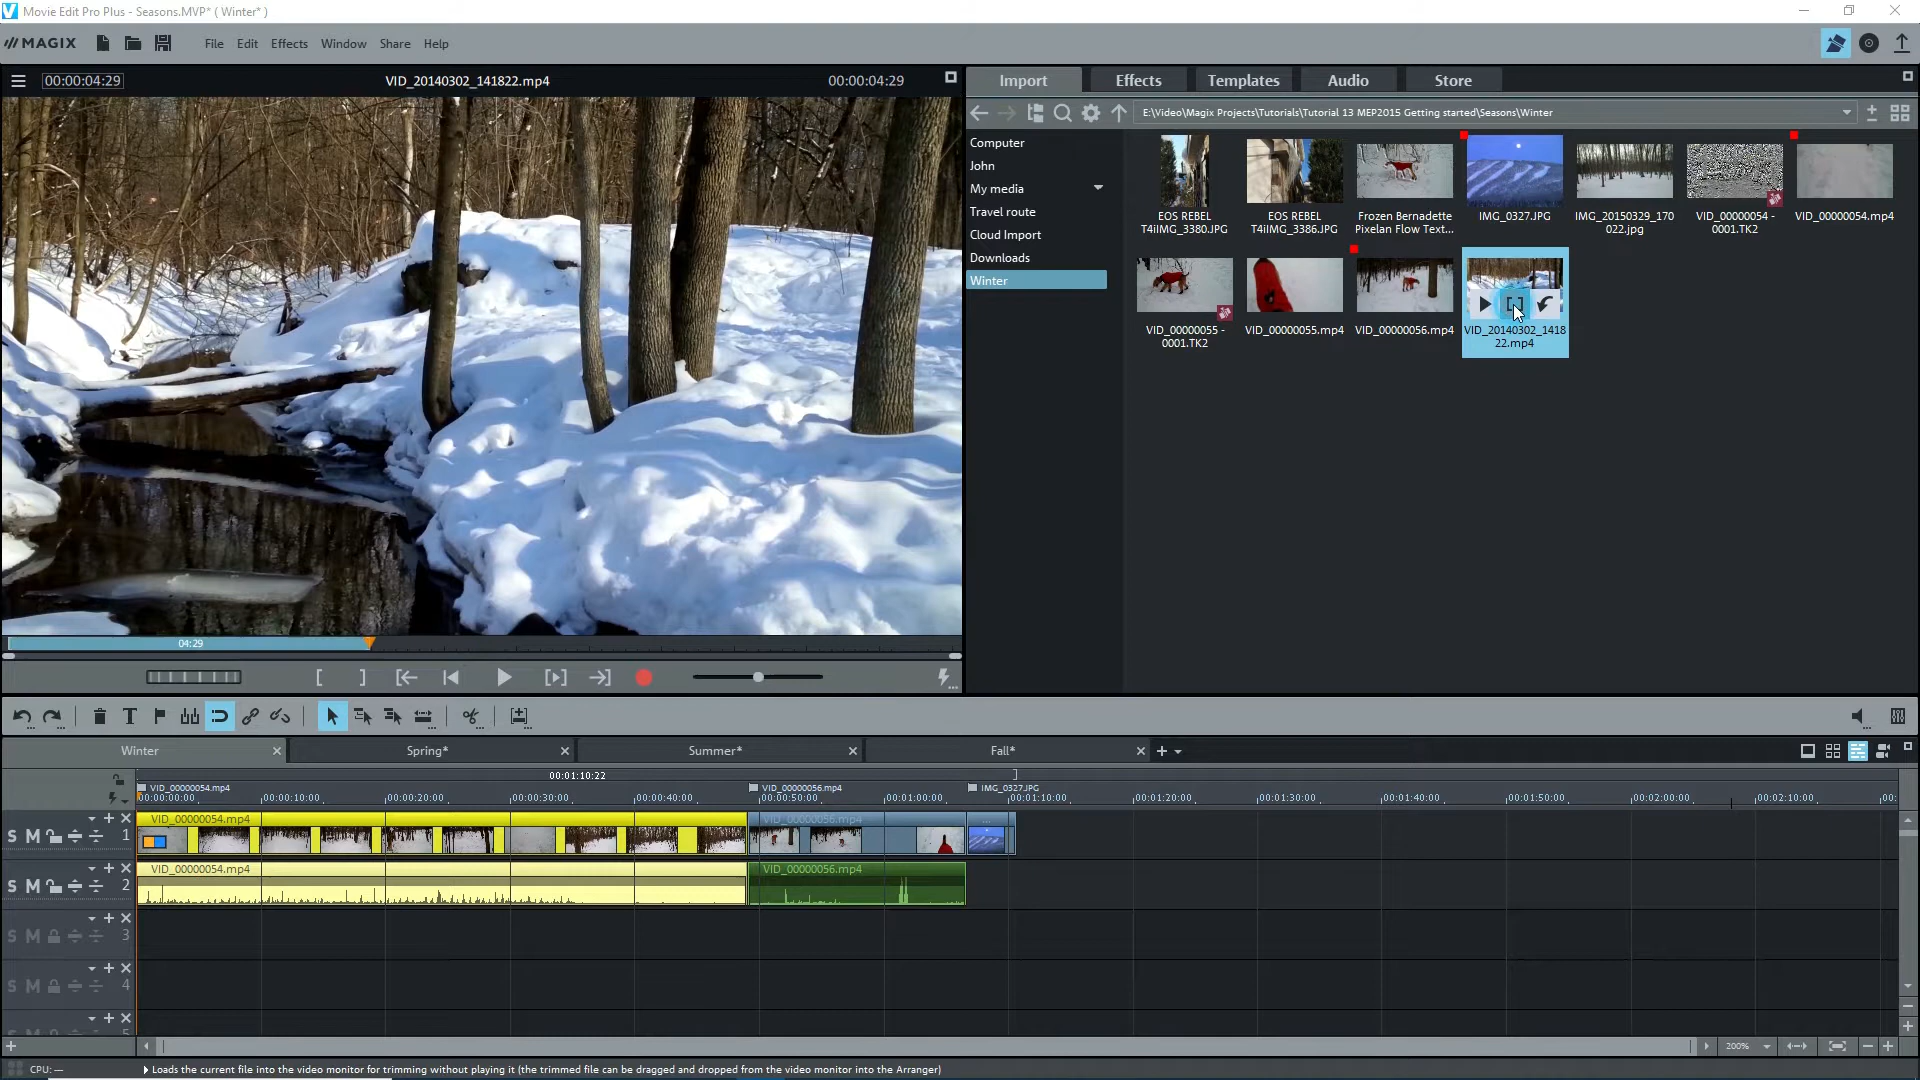 Movie Edit Pro Plus - Seasons.MVP* ( Winter* )
MAGIX
File Edit Effects Window Share Help
00:00:04:29
VID_20140302_141822.mp4
00:00:04:29
Import Effects Templates Audio Store
E:\Video\Magix Projects\Tutorials\Tutorial 13 MEP2015 Getting started\Seasons\Winter
Computer
John
My media
Travel route
Cloud Import
Downloads
Winter
EOS REBEL
T4iIMG_3380.JPG
EOS REBEL
T4iIMG_3386.JPG
Frozen Bernadette
Pixelan Flow Text...
IMG_0327.JPG
IMG_20150329_170
022.jpg
VID_00000054 -
0001.TK2
VID_00000054.mp4
VID_00000055 -
0001.TK2
VID_00000055.mp4
VID_00000056.mp4
VID_20140302_1418
22.mp4
04:29
Winter
Spring*
Summer*
Fall*
00:01:10:22
VID_00000054.mp4 VID_00000056.mp4 IMG_0327.JPG
00:00:00:00 00:00:10:00 00:00:20:00 00:00:30:00 00:00:40:00 00:00:50:00 00:01:00:00 00:01:10:00 00:01:20:00 00:01:30:00 00:01:40:00 00:01:50:00 00:02:00:00 00:02:10:00 00:
S M 1
VID_00000054.mp4 VID_00000056.mp4 ...
S M 2
VID_00000054.mp4 VID_00000056.mp4
S M 3
S M 4
200%
CPU: —
Loads the current file into the video monitor for trimming without playing it (the trimmed file can be dragged and dropped from the video monitor into the Arranger)